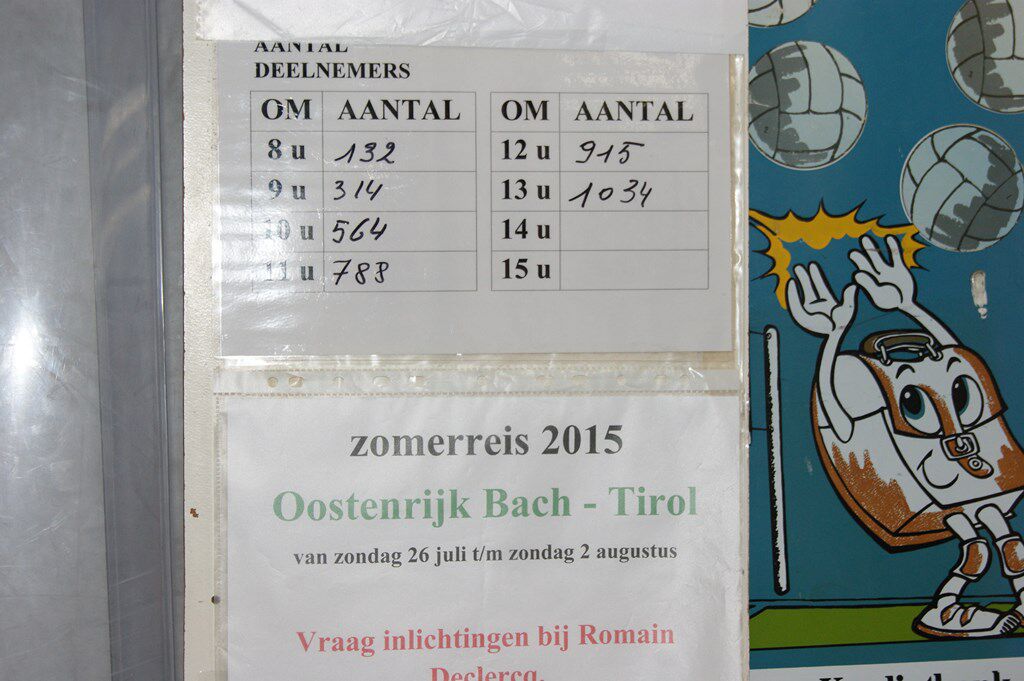 AANTAL
DEELNEMERS
OM AANTAL
8 u 132
9 u 314
10 u 564
11 u 788
OM AANTAL
12 u 915
13 u 1034
14 u
15 u
zomerreis 2015
Oostenrijk Bach - Tirol
van zondag 26 juli t/m zondag 2 augustus
Vraag inlichtingen bij Romain
Declercq.